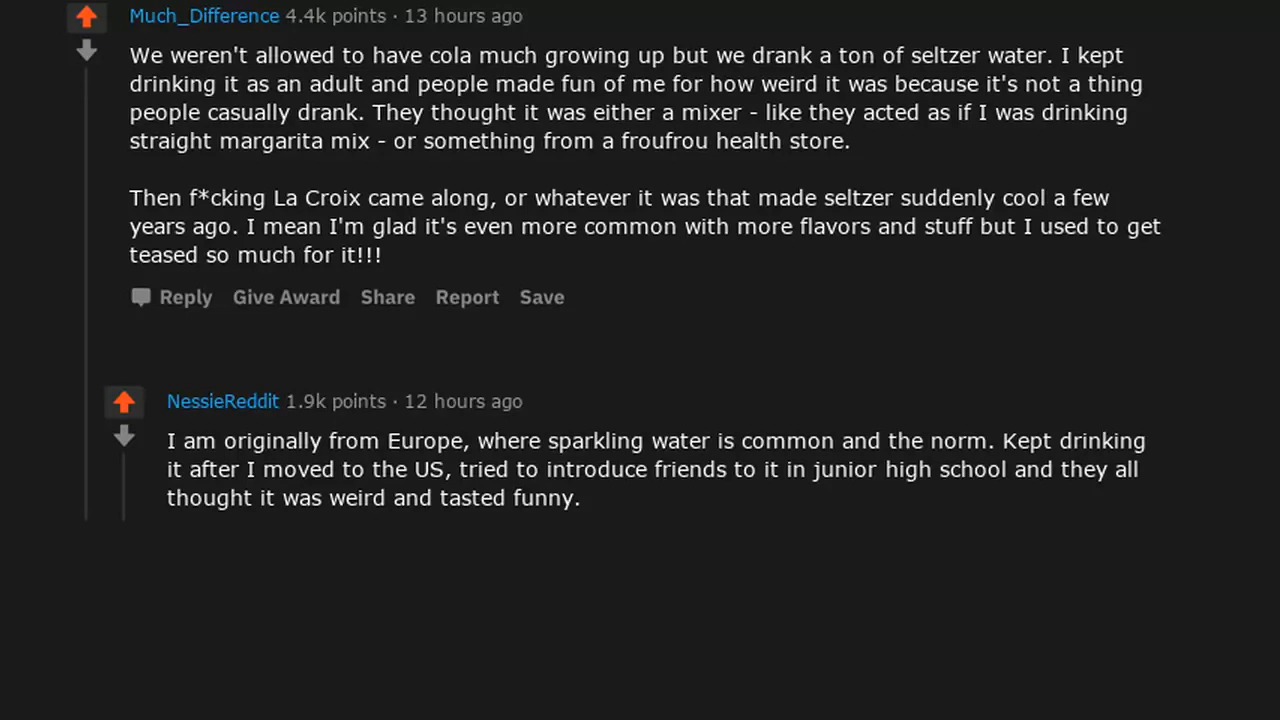 Much_Difference 4.4k points · 13 hours ago
We weren't allowed to have cola much growing up but we drank a ton of seltzer water. I kept
drinking it as an adult and people made fun of me for how weird it was because it's not a thing
people casually drank. They thought it was either a mixer - like they acted as if I was drinking
straight margarita mix - or something from a froufrou health store.
Then f*cking La Croix came along, or whatever it was that made seltzer suddenly cool a few
years ago. I mean I'm glad it's even more common with more flavors and stuff but I used to get
teased so much for it!!!
Reply Give Award Share Report Save
NessieReddit 1.9k points · 12 hours ago
I am originally from Europe, where sparkling water is common and the norm. Kept drinking
it after I moved to the US, tried to introduce friends to it in junior high school and they all
thought it was weird and tasted funny.